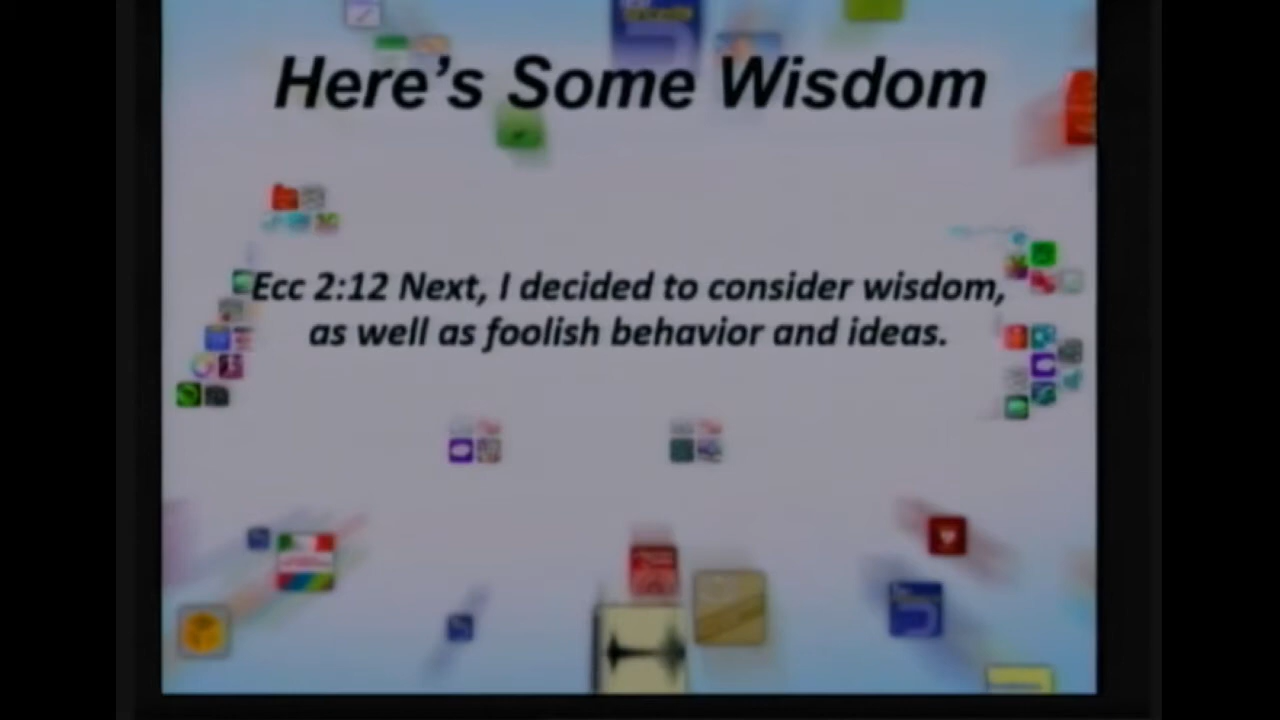 Here's Some Wisdom
Ecc 2:12 Next, I decided to consider wisdom,
as well as foolish behavior and ideas.